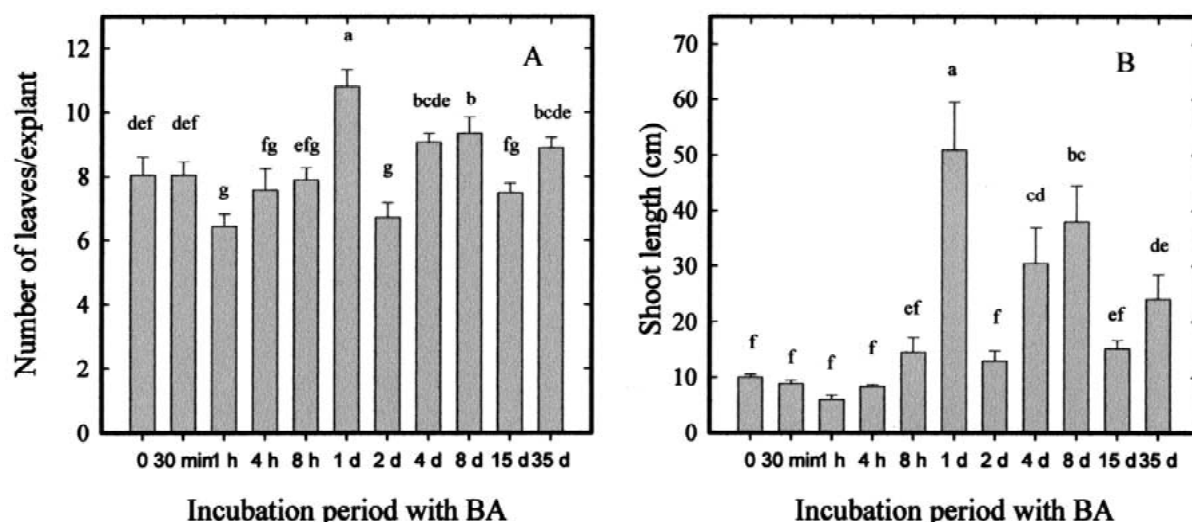 A
Number of leaves/explant
12
10
8
6
4
2
0
def def g fg efg a g bcde b fg bcde
0 30 min 1 h 4 h 8 h 1 d 2 d 4 d 8 d 15 d 35 d
Incubation period with BA
B
Shoot length (cm)
70
60
50
40
30
20
10
0
f f f f ef a f cd bc ef de
0 30 min 1 h 4 h 8 h 1 d 2 d 4 d 8 d 15 d 35 d
Incubation period with BA